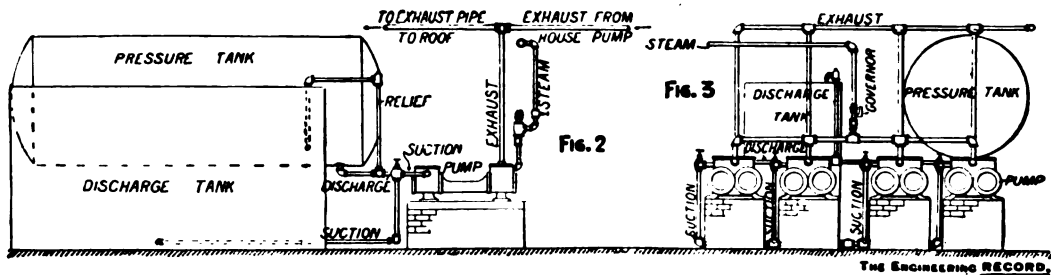 TO EXHAUST PIPE
TO ROOF
EXHAUST FROM
HOUSE PUMP
PRESSURE TANK
RELIEF
EXHAUST
STEAM
SUCTION
PUMP
DISCHARGE
DISCHARGE TANK
SUCTION
FIG. 2
EXHAUST
STEAM
FIG. 3
DISCHARGE
TANK
GOVERNOR
PRESSURE TANK
DISCHARGE
PUMP
SUCTION
SUCTION
SUCTION
THE ENGINEERING RECORD.